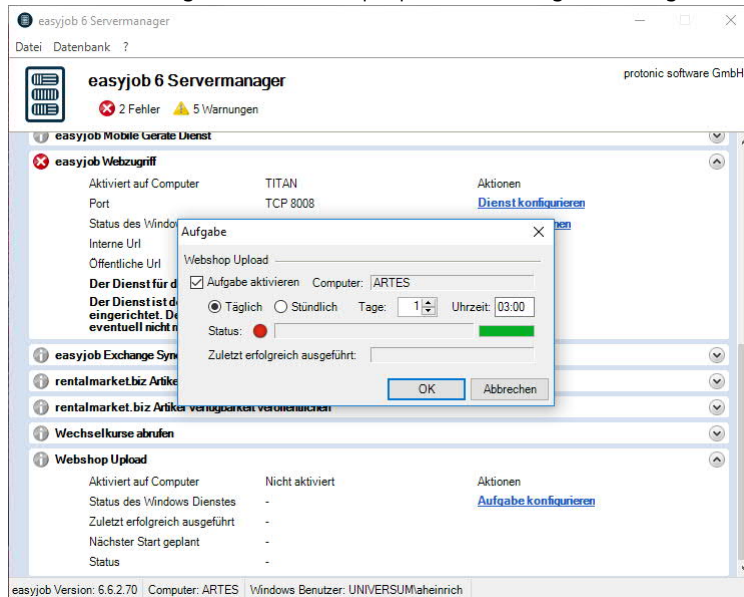 easyjob 6 Servermanager
Datei Datenbank ?
easyjob 6 Servermanager
protonic software GmbH
2 Fehler 5 Warnungen
easyjob Mobile Geräte Dienst
easyjob Webzugriff
Aktiviert auf Computer TITAN Aktionen
Port TCP 8008 Dienst konfigurieren
Status des
Interne Url
Öffentliche Url
Der Dienst für d
Der Dienst ist d
eingerichtet. De
eventuell nicht
Aufgabe
Webshop Upload
Aufgabe aktivieren Computer: ARTES
Täglich Stündlich Tage: 1 Uhrzeit: 03:00
Status:
Zuletzt erfolgreich ausgeführt:
OK Abbrechen
easyjob Exchange
rentalmarket.biz
rentalmarket.biz Artikel Verfügbarkeit veröffentlichen
Wechselkurse abrufen
Webshop Upload
Aktiviert auf Computer Nicht aktiviert Aktionen
Status des Windows Dienstes - Aufgabe konfigurieren
Zuletzt erfolgreich ausgeführt -
Nächster Start geplant -
Status -
easyjob Version: 6.6.2.70 Computer: ARTES Windows Benutzer: UNIVERSUM\aheinrich